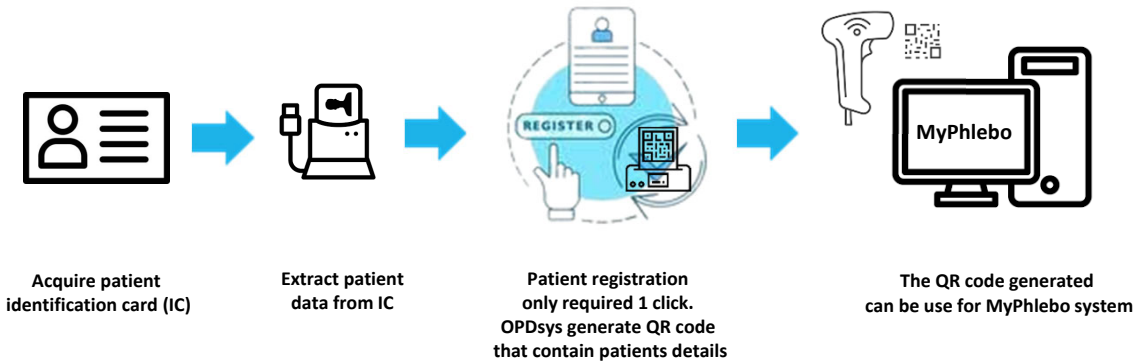 REGISTER
MyPhlebo
Acquire patient
identification card (IC)
Extract patient
data from IC
Patient registration
only required 1 click.
OPDsys generate QR code
that contain patients details
The QR code generated
can be use for MyPhlebo system